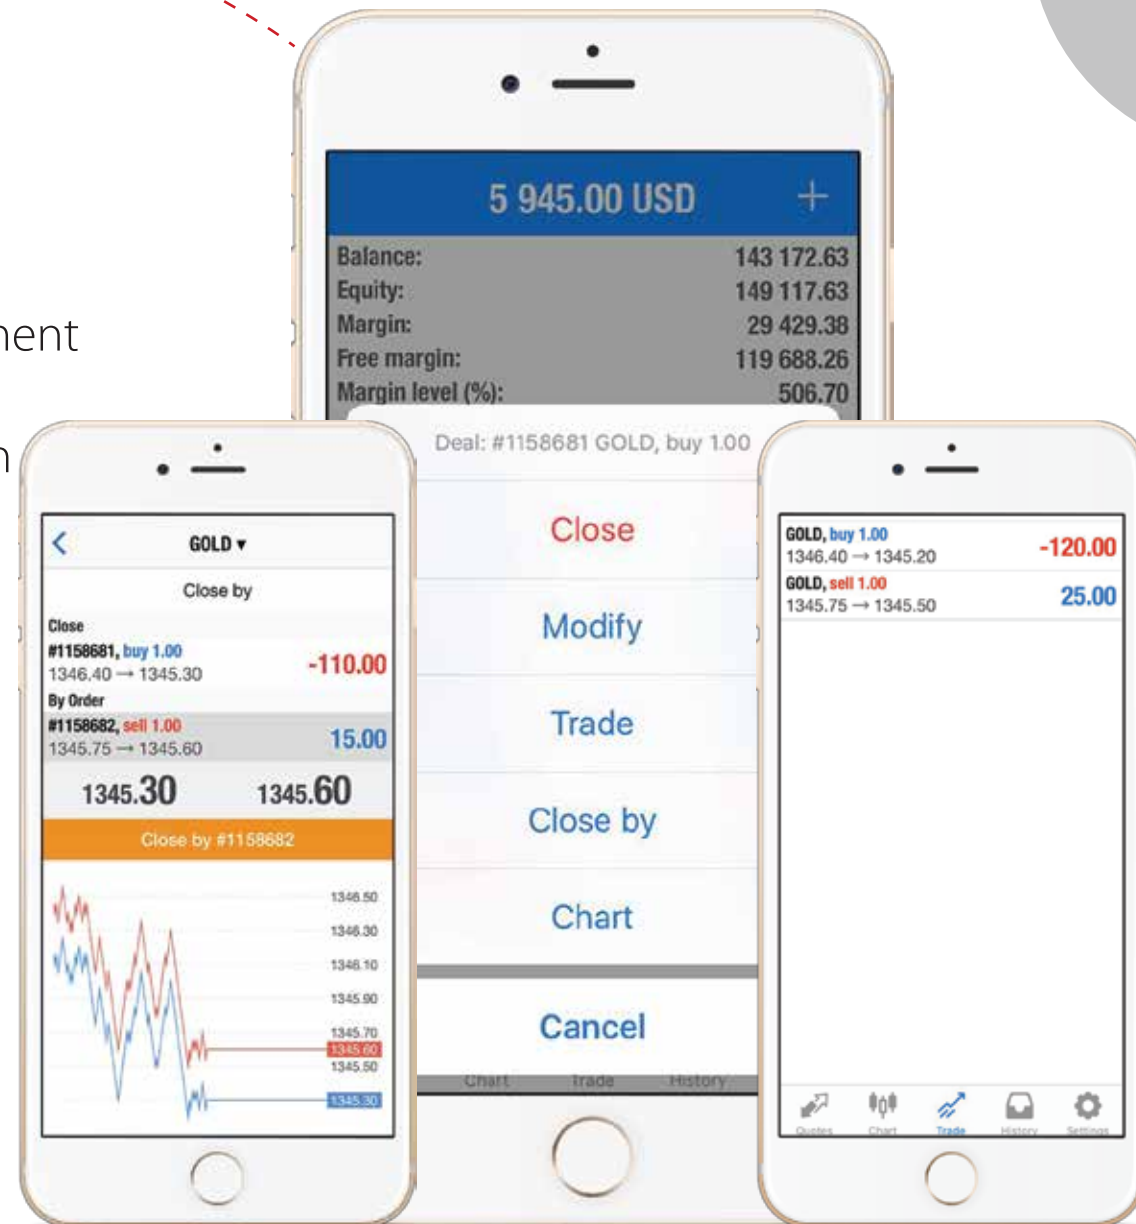 nent
n
5 945.00 USD +
Balance: 143 172.63
Equity: 149 117.63
Margin: 29 429.38
Free margin: 119 688.26
Margin level (%): 506.70
Deal: #1158681 GOLD, buy 1.00
Close
Modify
Trade
Close by
Chart
Cancel
Chart Trade History
GOLD ▾
Close by
Close
#1158681, buy 1.00
-110.00
1346.40 → 1345.30
By Order
#1158682, sell 1.00
15.00
1345.75 → 1345.60
1345.30 1345.60
Close by #1158682
1346.50
1346.30
1346.10
1345.90
1345.70
1345.60
1345.50
1345.30
GOLD, buy 1.00
-120.00
1346.40 → 1345.20
GOLD, sell 1.00
25.00
1345.75 → 1345.50
Quotes Chart Trade History Settings